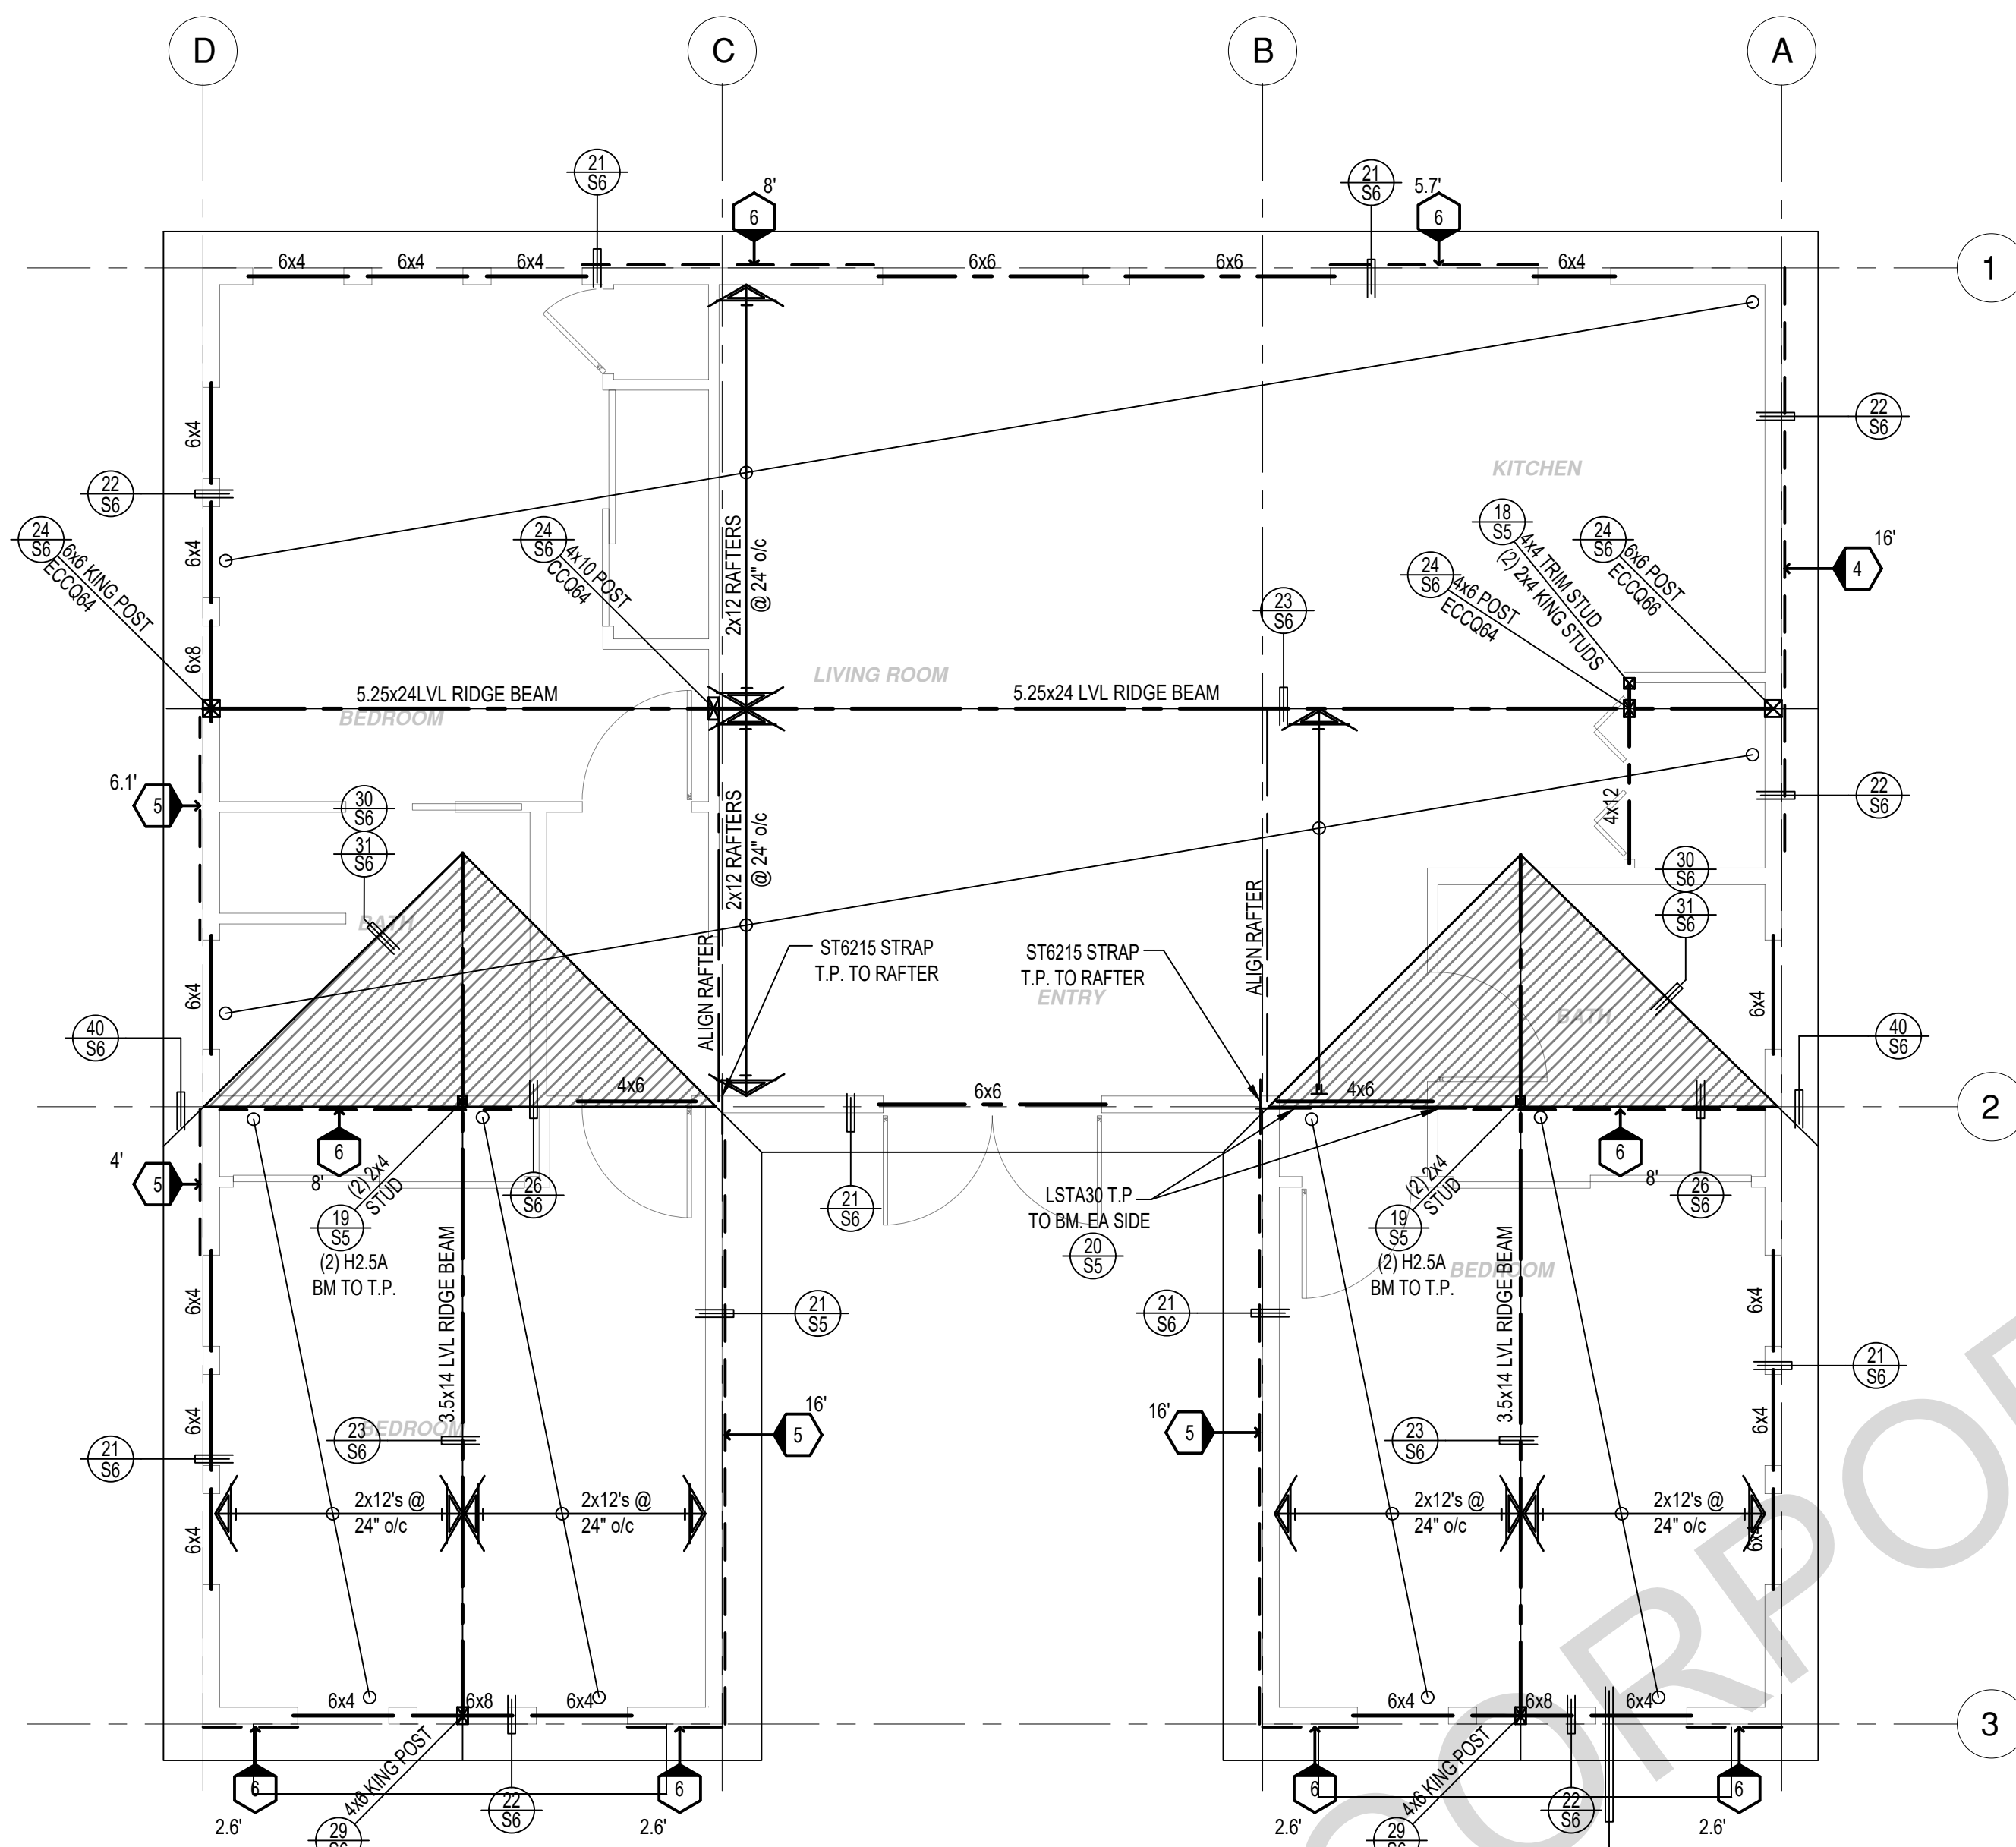 D
C
B
A
21
S6
8'
6
21
S6
5.7'
6
1
6x4
6x4
6x4
6x6
6x6
6x4
22
S6
6x4
KITCHEN
22
S6
24
S6
6x6 KING POST
ECCQ64
24
S6
4x10 POST
CCQ64
2x12 RAFTERS
@ 24" o/c
18
S5
4x4 TRIM STUD
(2) 2x4 KING STUDS
24
S6
6x6 POST
ECCQ66
24
S6
4x6 POST
ECCQ64
16'
4
6x4
23
S6
6x8
LIVING ROOM
5.25x24LVL RIDGE BEAM
5.25x24 LVL RIDGE BEAM
BEDROOM
6.1'
5
30
S6
31
S6
2x12 RAFTERS
@ 24" o/c
4x12
22
S6
30
S6
31
S6
BATH
ALIGN RAFTER
ALIGN RAFTER
ST6215 STRAP
T.P. TO RAFTER
ST6215 STRAP
T.P. TO RAFTER
ENTRY
6x4
6x4
BATH
40
S6
40
S6
4x6
6x6
4x6
2
4'
5
6
8'
(2) 2x4
STUD
19
S5
(2) H2.5A
BM TO T.P.
26
S6
21
S6
LSTA30 T.P
TO BM. EA SIDE
20
S5
(2) 2x4
STUD
19
S5
(2) H2.5A
BM TO T.P.
6
8'
26
S6
BEDROOM
6x4
3.5x14 LVL RIDGE BEAM
21
S5
21
S6
3.5x14 LVL RIDGE BEAM
6x4
21
S6
6x4
BEDROOM
23
S6
21
S6
16'
5
16'
5
23
S6
6x4
6x4
2x12's @
24" o/c
2x12's @
24" o/c
2x12's @
24" o/c
2x12's @
24" o/c
6x4
6x4
6x8
6x4
6x4
6x8
6x4
3
6
2.6'
4x6 KING POST
29
S6
22
S6
6
2.6'
6
2.6'
4x6 KING POST
29
S6
22
S6
6
2.6'
CORPOR